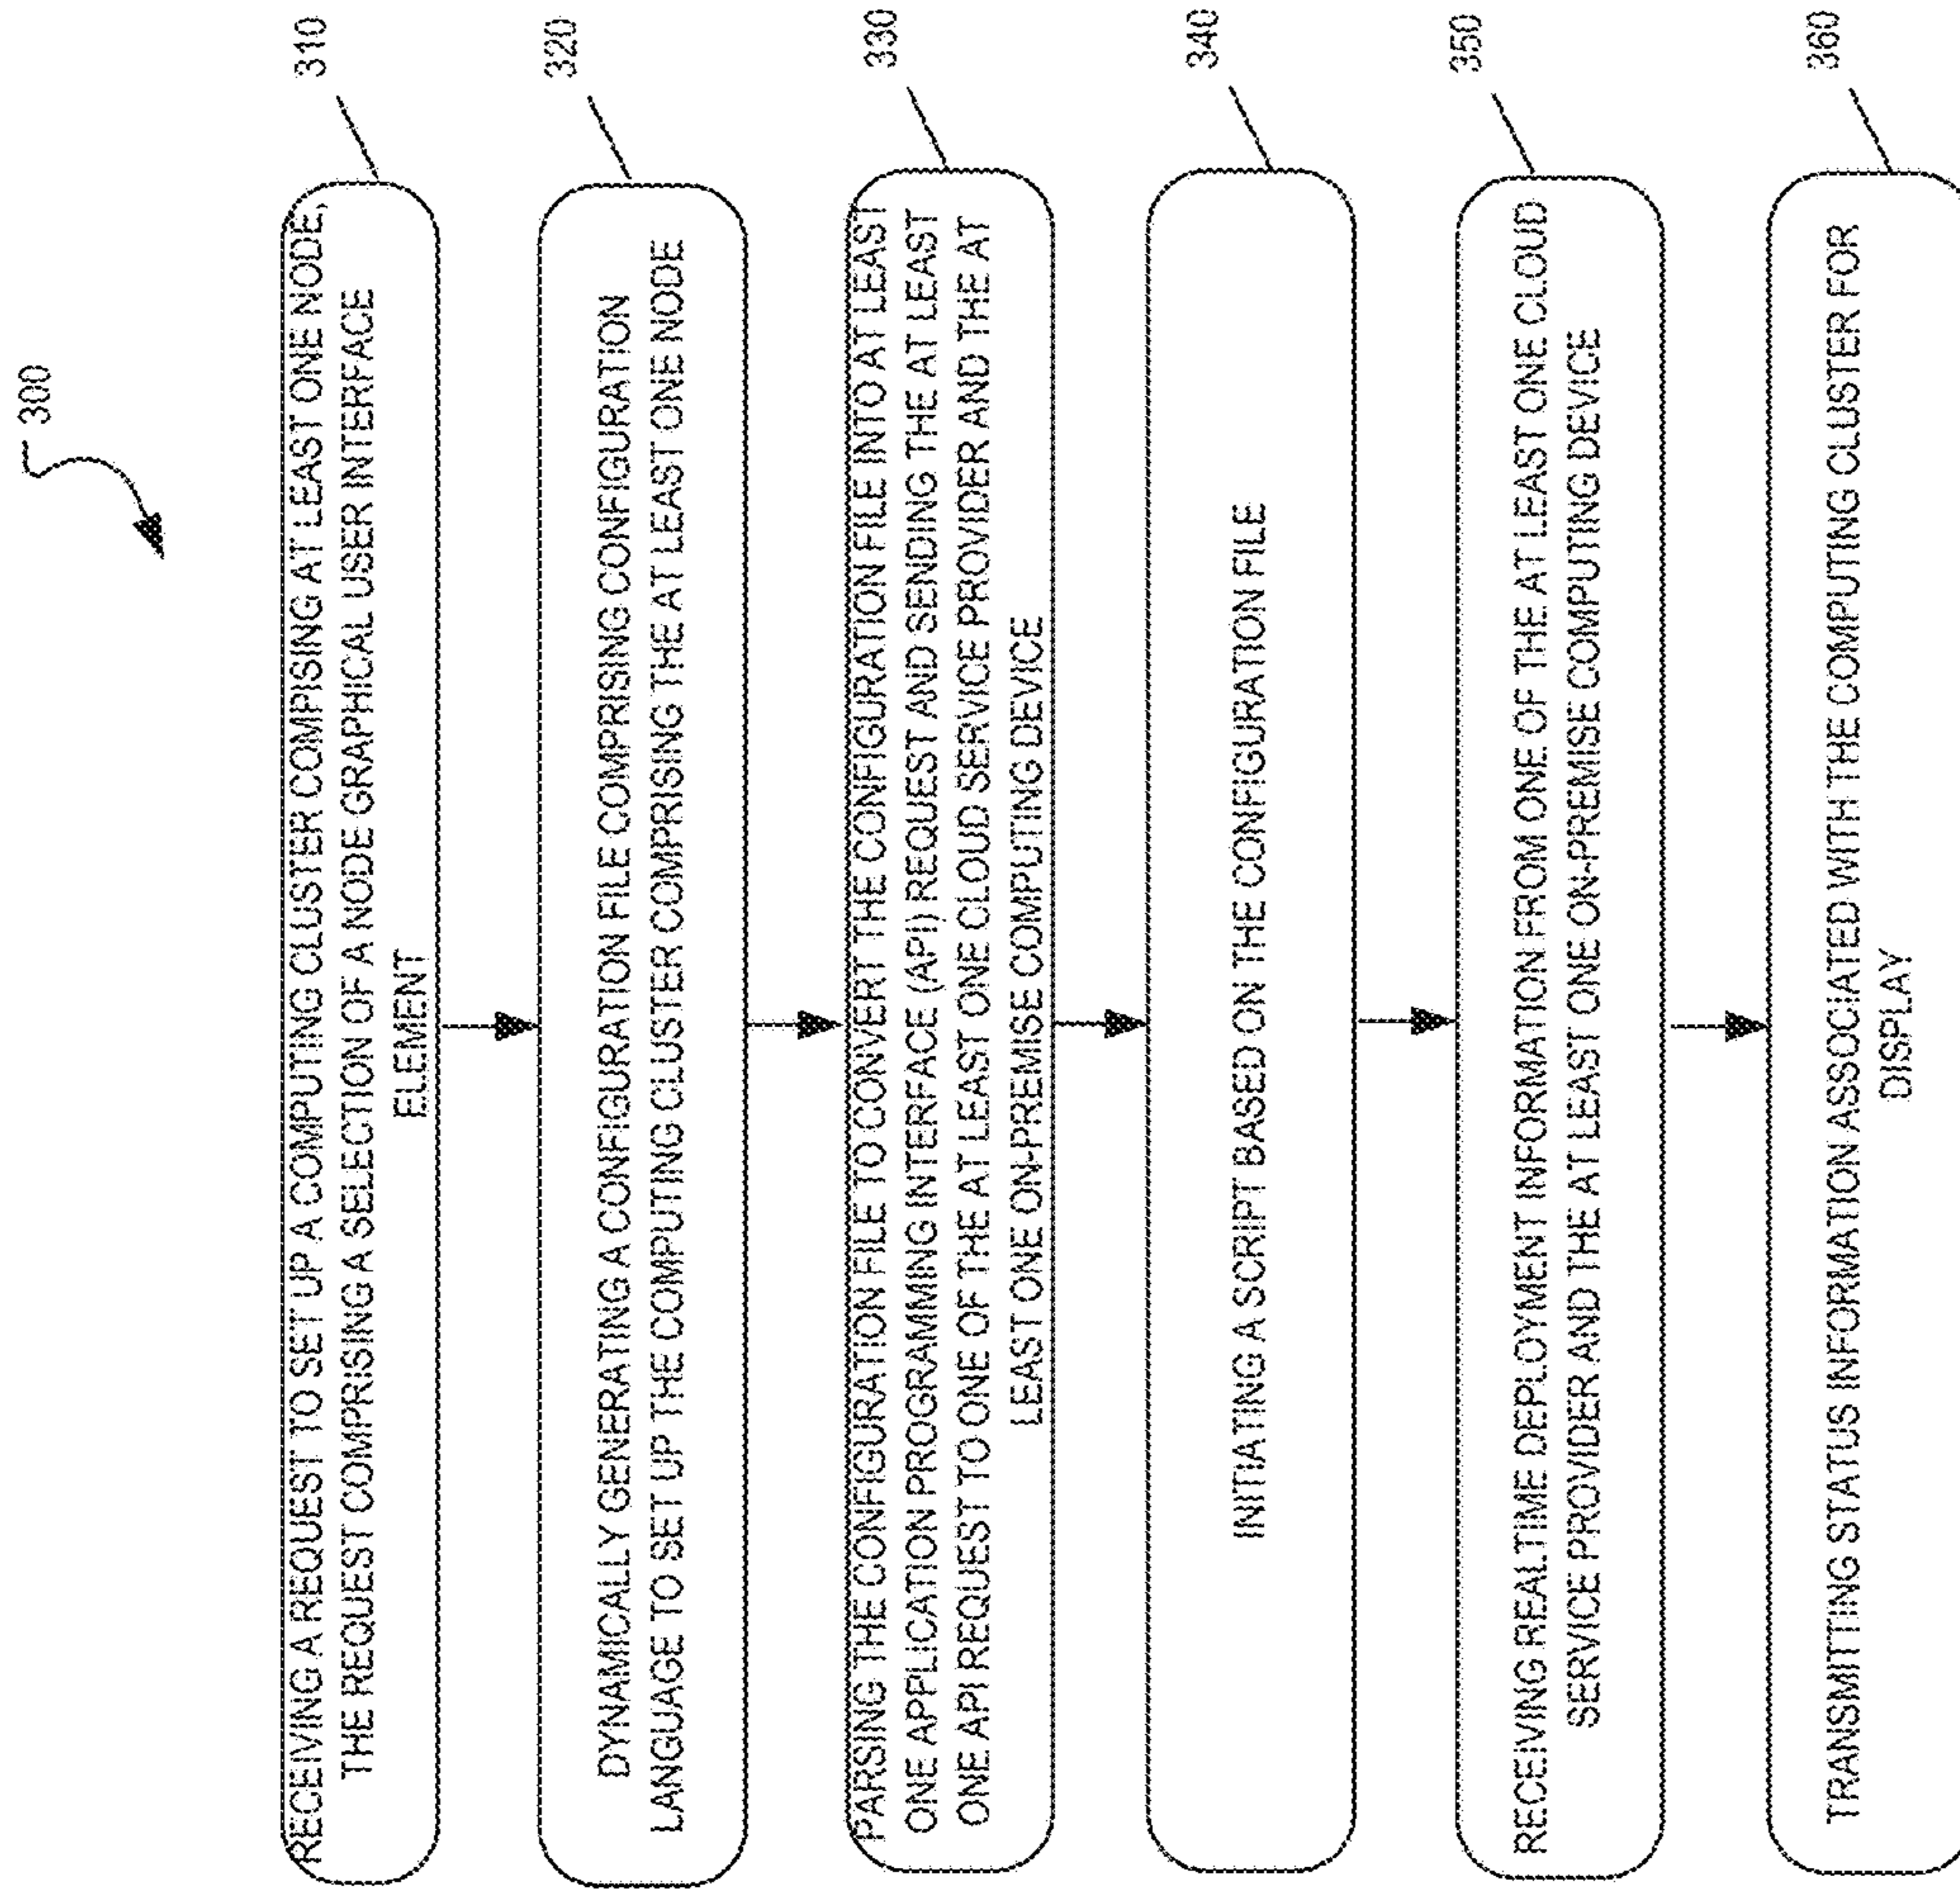 300
310
RECEIVING A REQUEST TO SET UP A COMPUTING CLUSTER COMPISING AT LEAST ONE NODE,
THE REQUEST COMPRISING A SELECTION OF A NODE GRAPHICAL USER INTERFACE
ELEMENT
320
DYNAMICALLY GENERATING A CONFIGURATION FILE COMPRISING CONFIGURATION
LANGUAGE TO SET UP THE COMPUTING CLUSTER COMPRISING THE AT LEAST ONE NODE
330
PARSING THE CONFIGURATION FILE TO CONVERT THE CONFIGURATION FILE INTO AT LEAST
ONE APPLICATION PROGRAMMING INTERFACE (API) REQUEST AND SENDING THE AT LEAST
ONE API REQUEST TO ONE OF THE AT LEAST ONE CLOUD SERVICE PROVIDER AND THE AT
LEAST ONE ON-PREMISE COMPUTING DEVICE
340
INITIATING A SCRIPT BASED ON THE CONFIGURATION FILE
350
RECEIVING REALTIME DEPLOYMENT INFORMATION FROM ONE OF THE AT LEAST ONE CLOUD
SERVICE PROVIDER AND THE AT LEAST ONE ON-PREMISE COMPUTING DEVICE
360
TRANSMITTING STATUS INFORMATION ASSOCIATED WITH THE COMPUTING CLUSTER FOR
DISPLAY